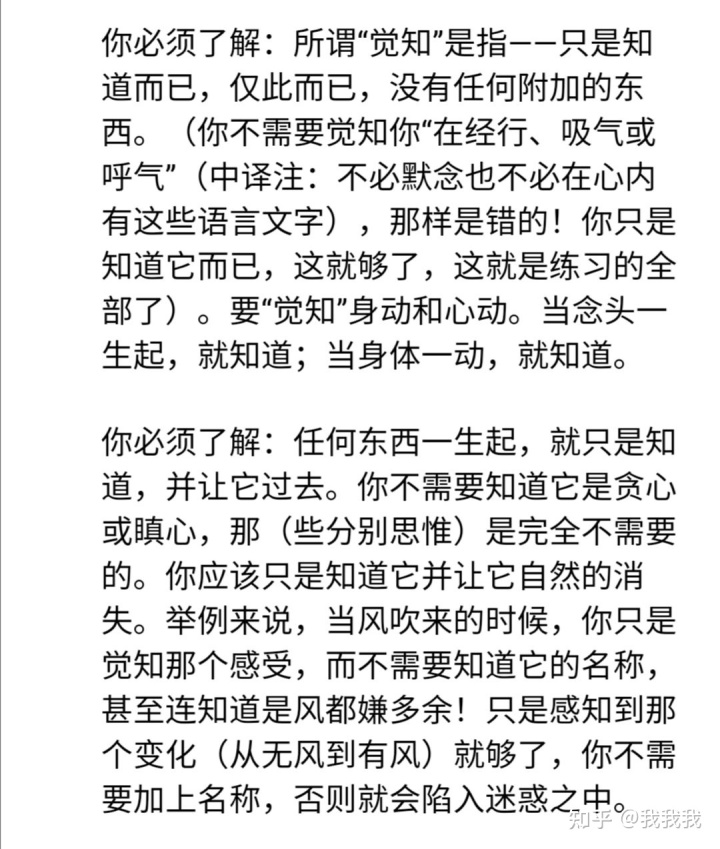 你必须了解：所谓“觉知”是指——只是知
道而已，仅此而已，没有任何附加的东
西。（你不需要觉知你“在经行、吸气或
呼气”（中译注：不必默念也不必在心内
有这些语言文字），那样是错的！你只是
知道它而已，这就够了，这就是练习的全
部了）。要“觉知”身动和心动。当念头一
生起，就知道；当身体一动，就知道。
你必须了解：任何东西一生起，就只是知
道，并让它过去。你不需要知道它是贪心
或瞋心，那（些分别思惟）是完全不需要
的。你应该只是知道它并让它自然的消
失。举例来说，当风吹来的时候，你只是
觉知那个感受，而不需要知道它的名称，
甚至连知道是风都嫌多余！只是感知到那
个变化（从无风到有风）就够了，你不需
要加上名称，否则就会陷入迷惑之中。
知乎 @我我我